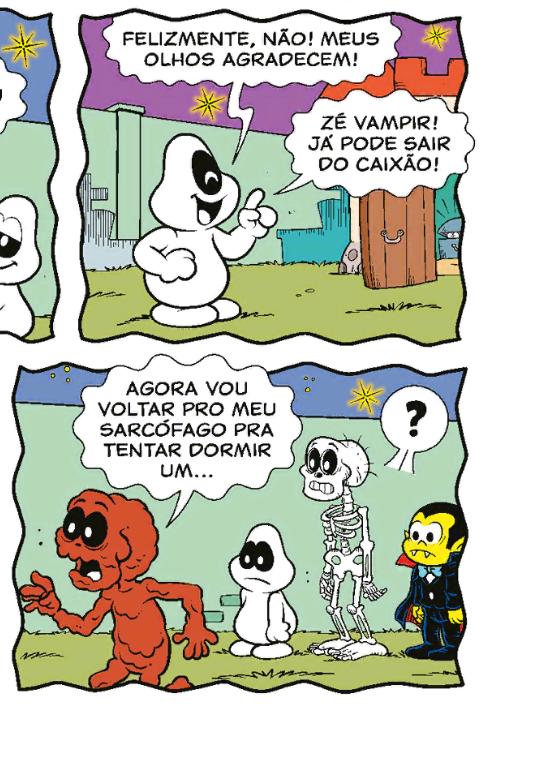 FELIZMENTE, NÃO! MEUS
OLHOS AGRADECEM!
ZÉ VAMPIR!
JÁ PODE SAIR
DO CAIXÃO!
AGORA VOU
VOLTAR PRO MEU
SARCÓFAGO PRA
TENTAR DORMIR
UM...
?